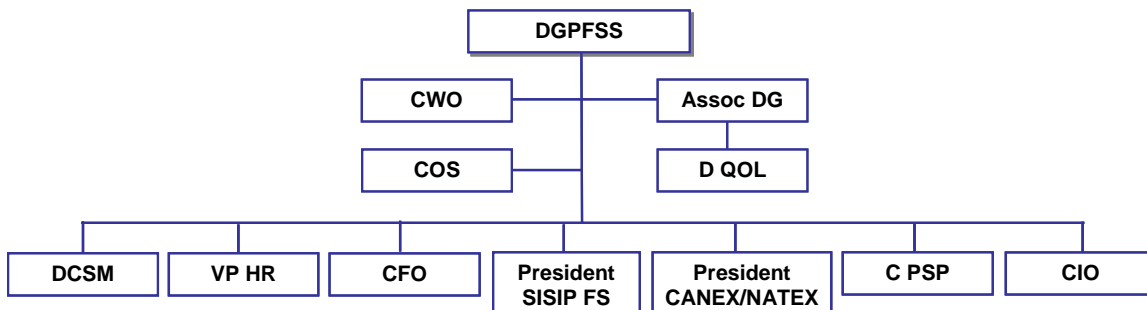 DGPFSS
CWO
Assoc DG
COS
D QOL
DCSM
VP HR
CFO
President
SISIP FS
President
CANEX/NATEX
C PSP
CIO